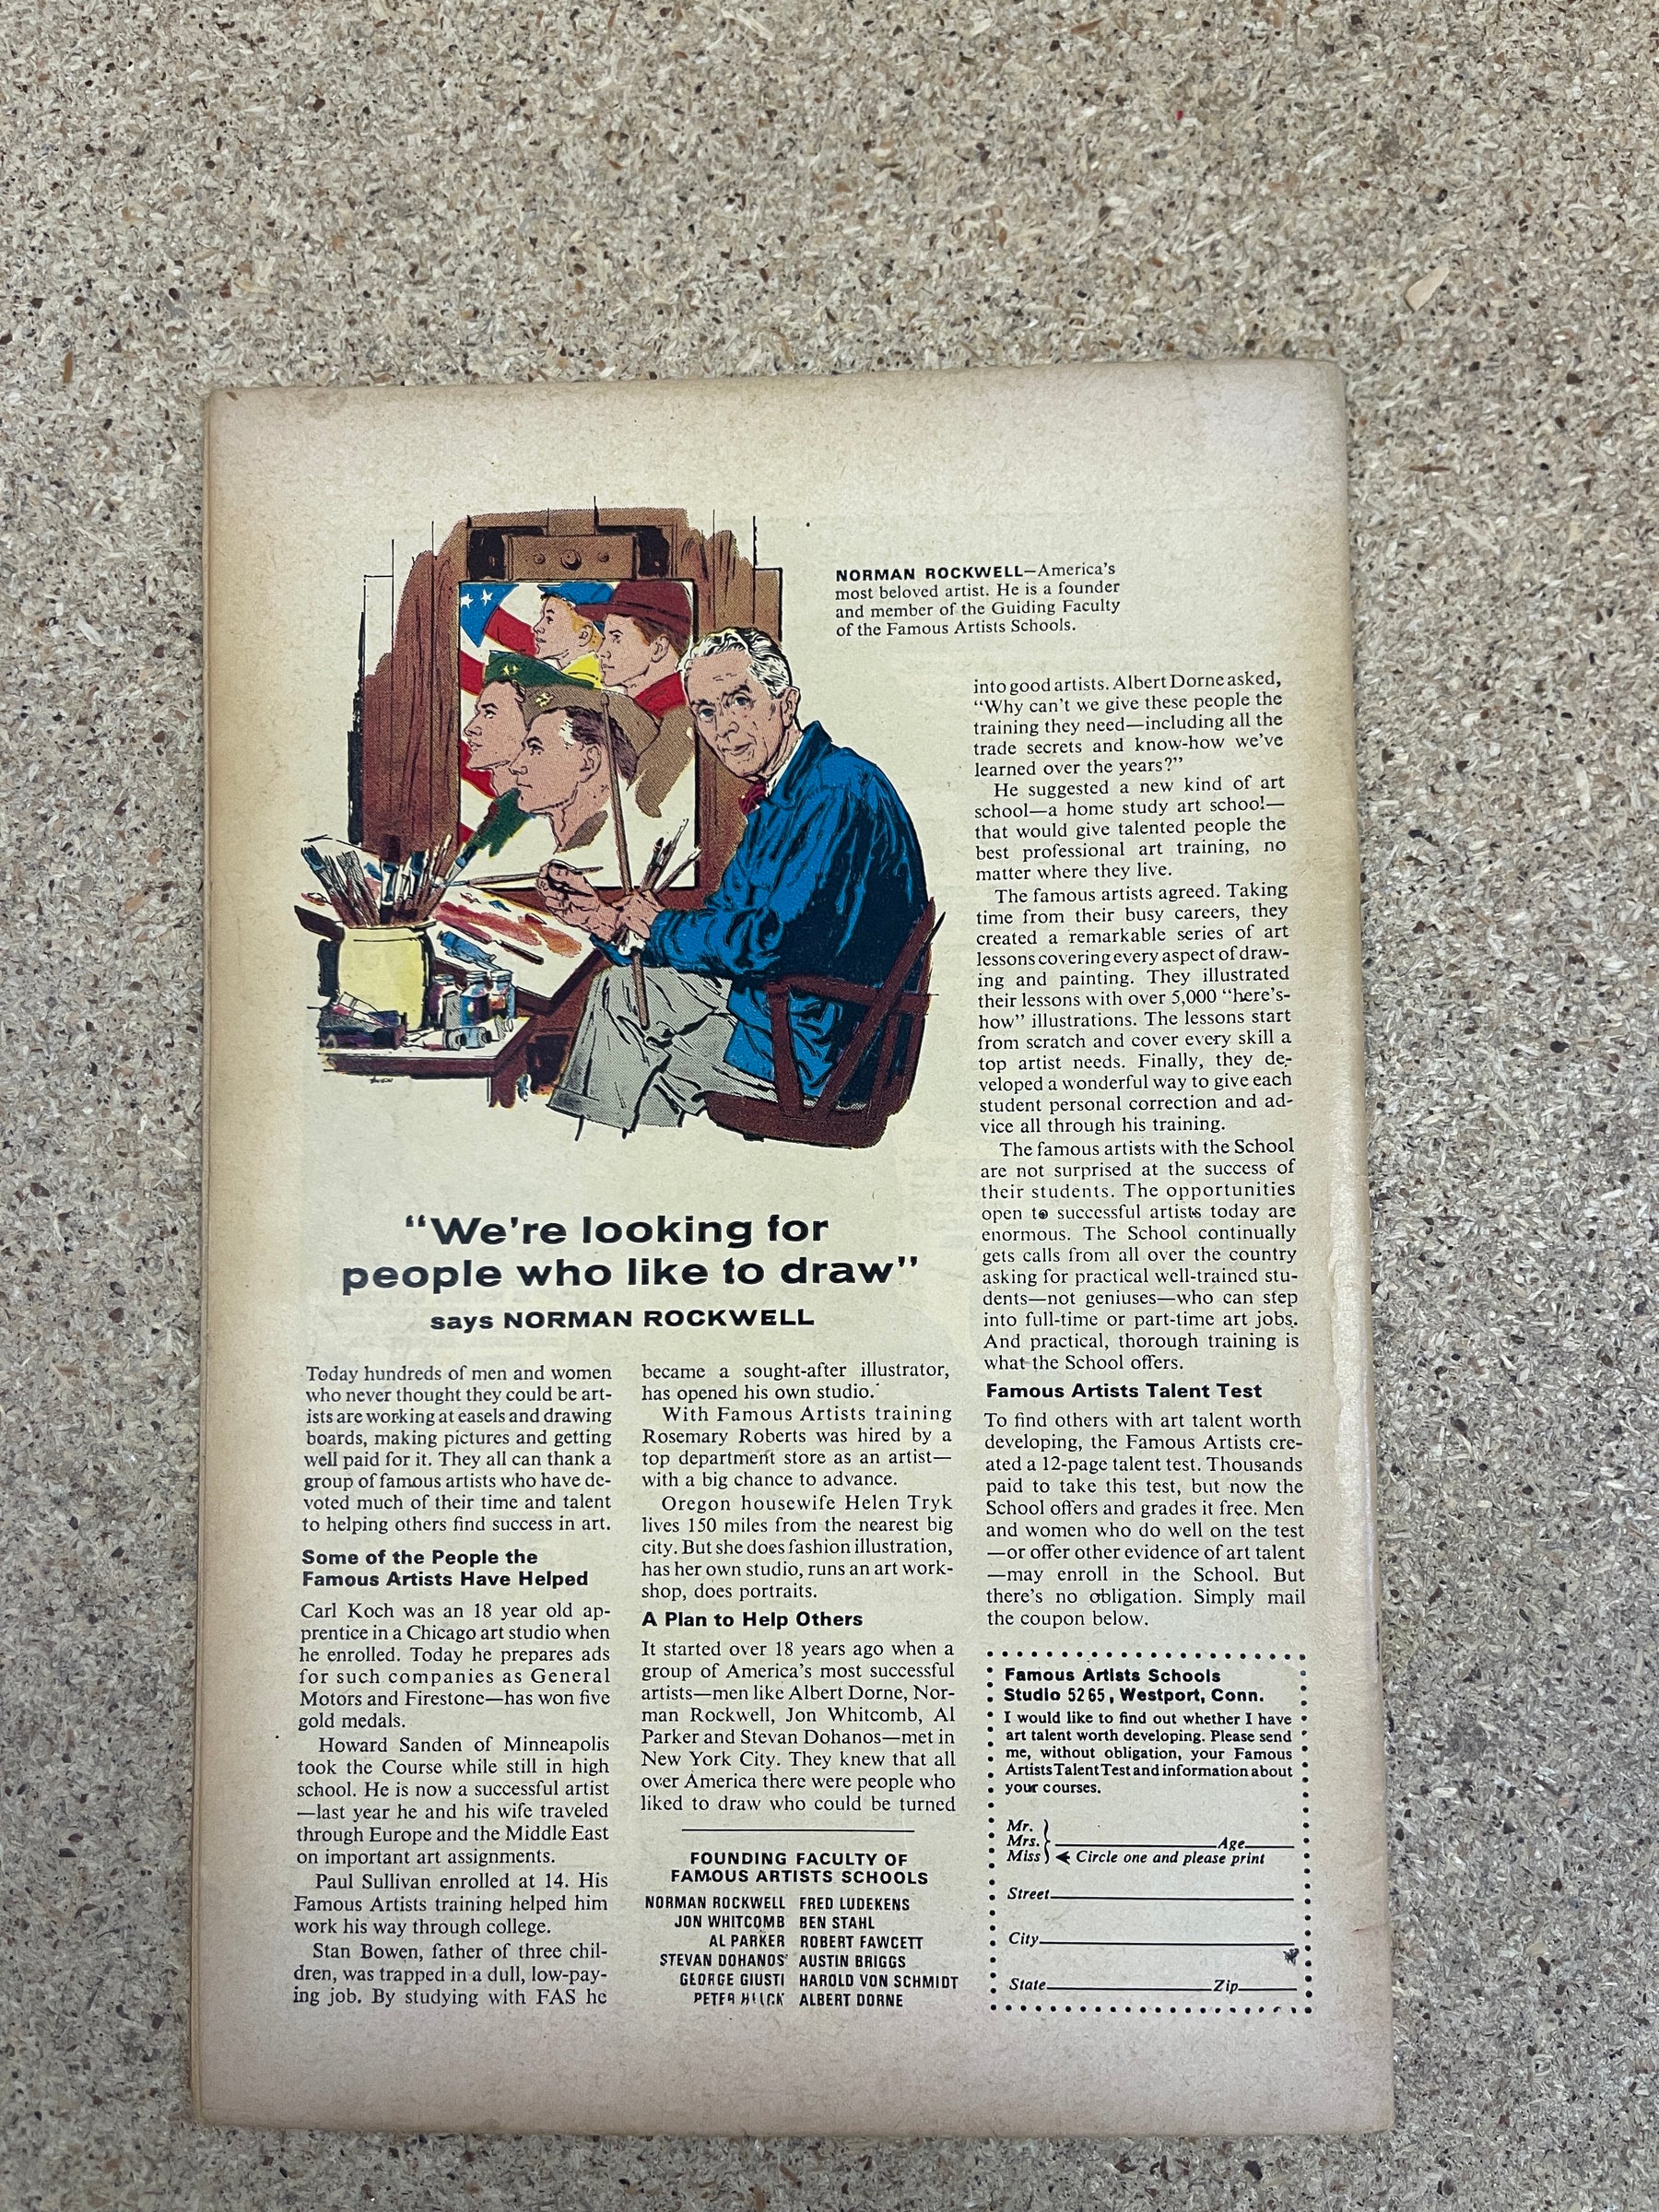 NORMAN ROCKWELL—America's
most beloved artist. He is a founder
and member of the Guiding Faculty
of the Famous Artists Schools.
"We're looking for
people who like to draw"
says NORMAN ROCKWELL
Today hundreds of men and women
who never thought they could be art-
ists are working at easels and drawing
boards, making pictures and getting
well paid for it. They all can thank a
group of famous artists who have de-
voted much of their time and talent
to helping others find success in art.
Some of the People the
Famous Artists Have Helped
Carl Koch was an 18 year old ap-
prentice in a Chicago art studio when
he enrolled. Today he prepares ads
for such companies as General
Motors and Firestone—has won five
gold medals.
Howard Sanden of Minneapolis
took the Course while still in high
school. He is now a successful artist
—last year he and his wife traveled
through Europe and the Middle East
on important art assignments.
Paul Sullivan enrolled at 14. His
Famous Artists training helped him
work his way through college.
Stan Bowen, father of three chil-
dren, was trapped in a dull, low-pay-
ing job. By studying with FAS he
became a sought-after illustrator,
has opened his own studio.
With Famous Artists training
Rosemary Roberts was hired by a
top department store as an artist—
with a big chance to advance.
Oregon housewife Helen Tryk
lives 150 miles from the nearest big
city. But she does fashion illustration,
has her own studio, runs an art work-
shop, does portraits.
A Plan to Help Others
It started over 18 years ago when a
group of America's most successful
artists—men like Albert Dorne, Nor-
man Rockwell, Jon Whitcomb, Al
Parker and Stevan Dohanos—met in
New York City. They knew that all
over America there were people who
liked to draw who could be turned
FOUNDING FACULTY OF
FAMOUS ARTISTS SCHOOLS
NORMAN ROCKWELL FRED LUDEKENS
JON WHITCOMB BEN STAHL
AL PARKER ROBERT FAWCETT
STEVAN DOHANOS AUSTIN BRIGGS
GEORGE GIUSTI HAROLD VON SCHMIDT
PETER HELCK ALBERT DORNE
into good artists. Albert Dorne asked,
"Why can't we give these people the
training they need—including all the
trade secrets and know-how we've
learned over the years?"
He suggested a new kind of art
school—a home study art school—
that would give talented people the
best professional art training, no
matter where they live.
The famous artists agreed. Taking
time from their busy careers, they
created a remarkable series of art
lessons covering every aspect of draw-
ing and painting. They illustrated
their lessons with over 5,000 "here's-
how" illustrations. The lessons start
from scratch and cover every skill a
top artist needs. Finally, they de-
veloped a wonderful way to give each
student personal correction and ad-
vice all through his training.
The famous artists with the School
are not surprised at the success of
their students. The opportunities
open to successful artists today are
enormous. The School continually
gets calls from all over the country
asking for practical well-trained stu-
dents—not geniuses—who can step
into full-time or part-time art jobs.
And practical, thorough training is
what the School offers.
Famous Artists Talent Test
To find others with art talent worth
developing, the Famous Artists cre-
ated a 12-page talent test. Thousands
paid to take this test, but now the
School offers and grades it free. Men
and women who do well on the test
—or offer other evidence of art talent
—may enroll in the School. But
there's no obligation. Simply mail
the coupon below.
Famous Artists Schools
Studio 5265, Westport, Conn.
I would like to find out whether I have
art talent worth developing. Please send
me, without obligation, your Famous
Artists Talent Test and information about
your courses.
Mr.
Mrs. Age
Miss Circle one and please print
Street
City
State Zip